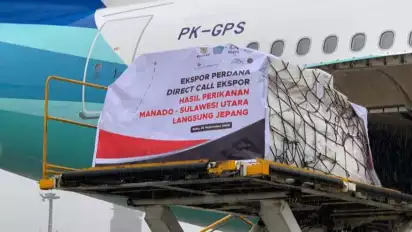 PK-GPS
EKSPOR PERDANA
DIRECT CALL EKSPOR
HASIL PERIKANAN
MANADO - SULAWESI UTARA
LANGSUNG JEPANG